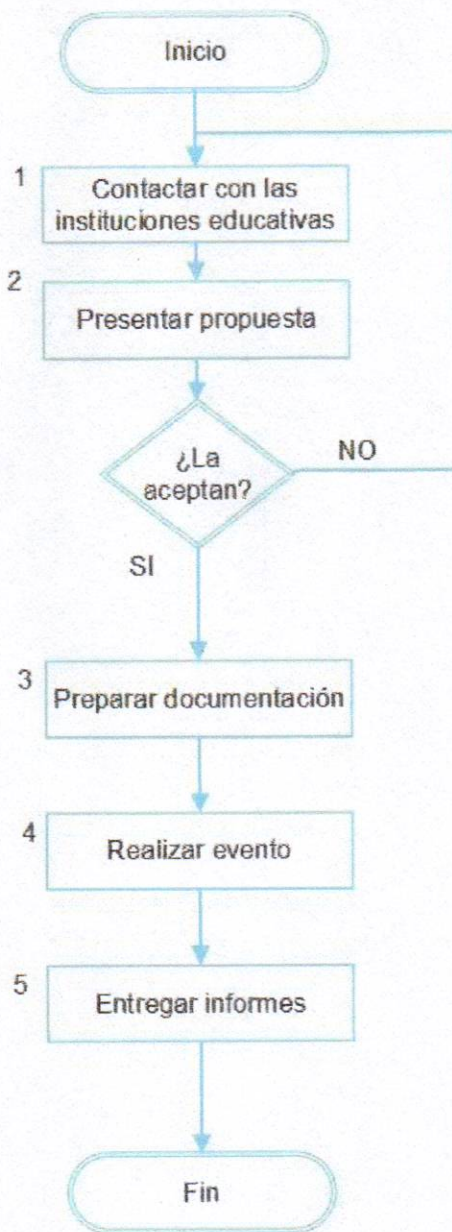 Inicio
1
Contactar con las
instituciones educativas
2
Presentar propuesta
¿La
aceptan?
NO
SI
3
Preparar documentación
4
Realizar evento
5
Entregar informes
Fin